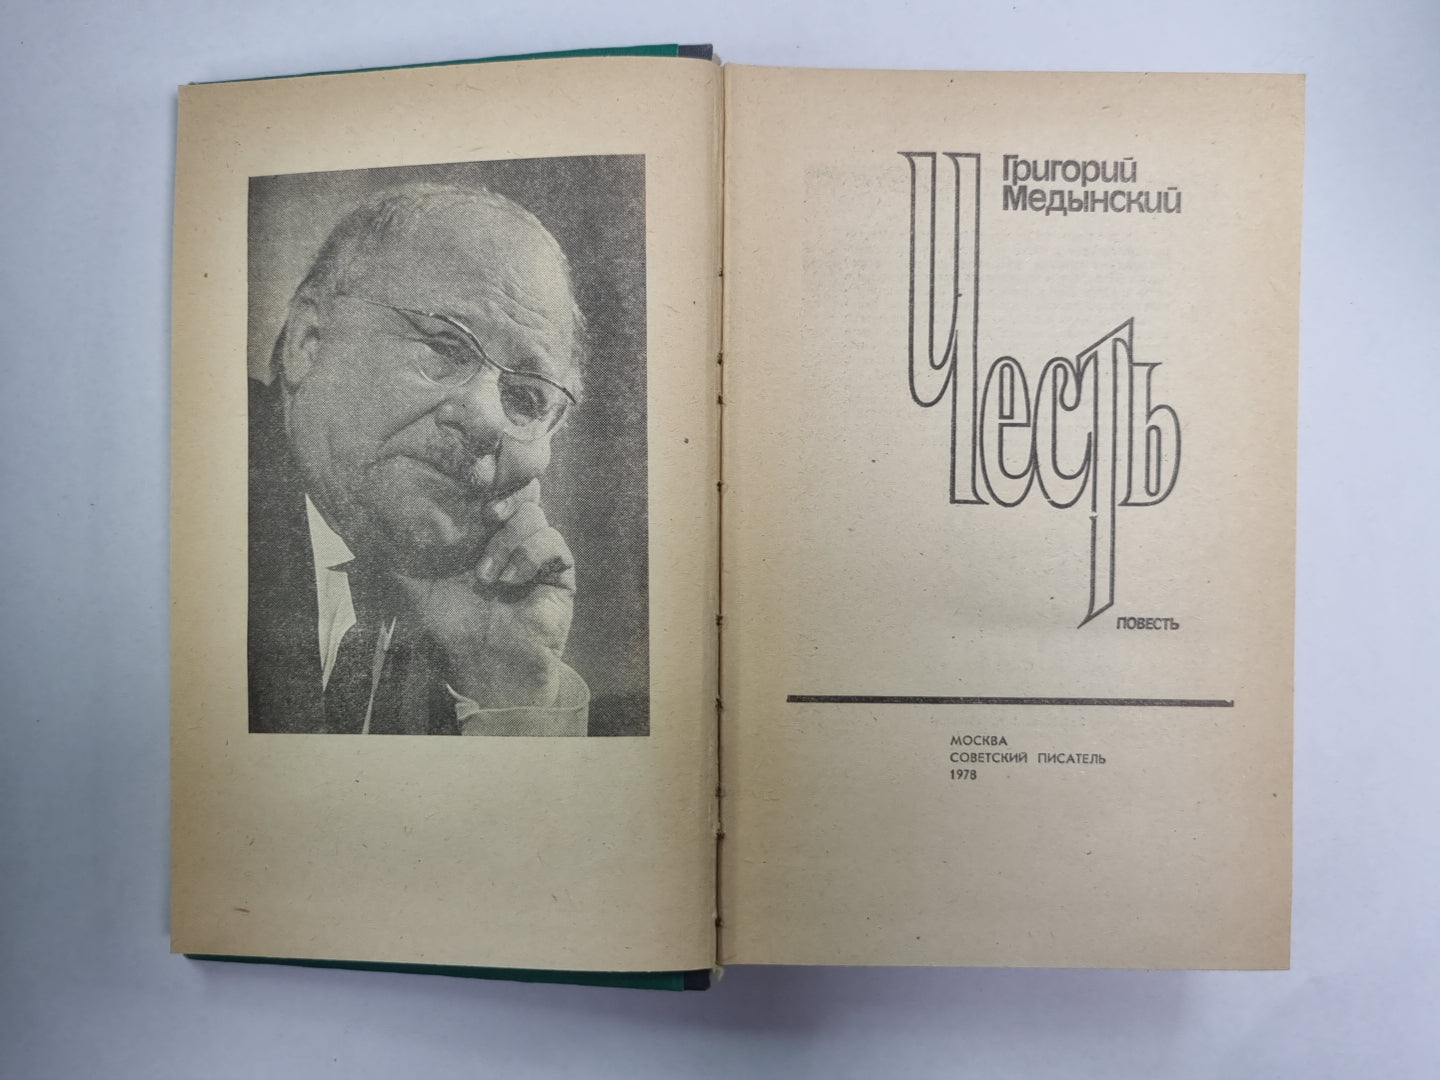 Григорий
Медынский
Честь
ПОВЕСТЬ
МОСКВА
СОВЕТСКИЙ ПИСАТЕЛЬ
1978